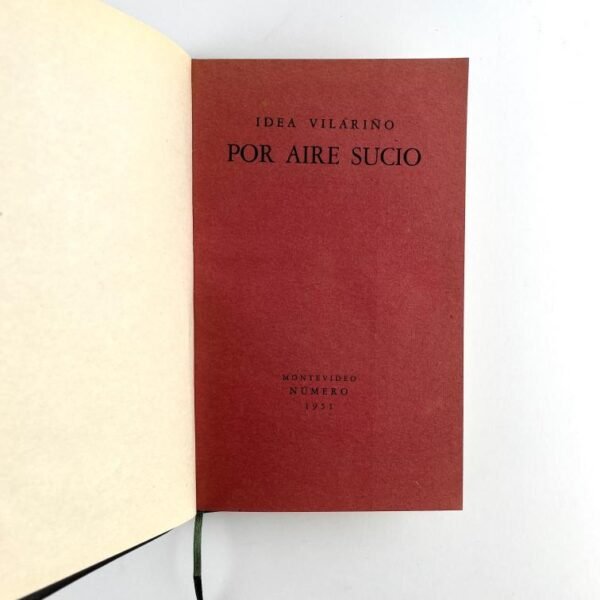 IDEA VILARIÑO
POR AIRE SUCIO
MONTEVIDEO
NÚMERO
1951